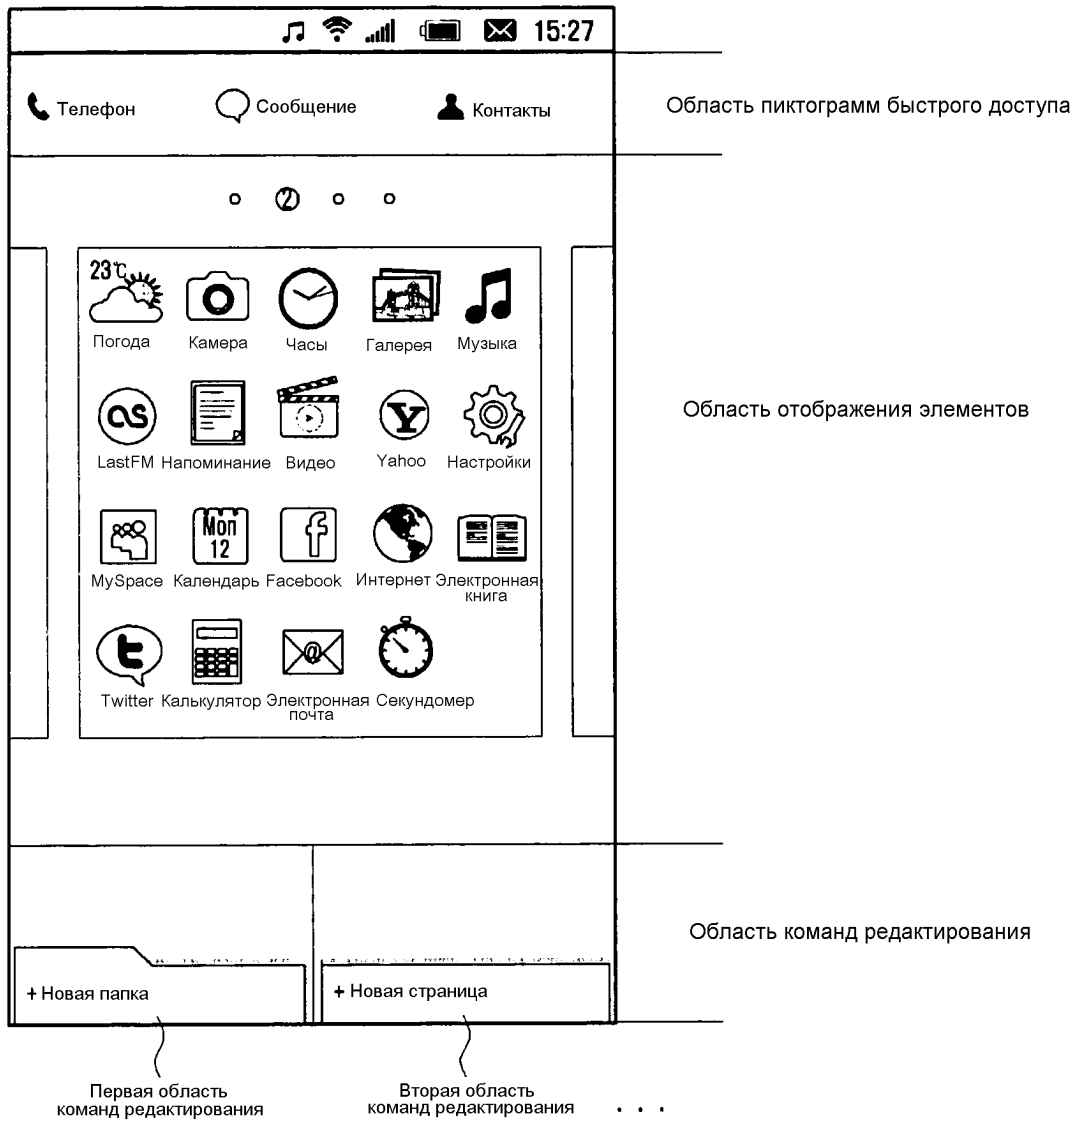 15:27
Телефон Сообщение Контакты
Область пиктограмм быстрого доступа
2
23℃
Погода Камера Часы Галерея Музыка
Область отображения элементов
as Y
LastFM Напоминание Видео Yahoo Настройки
Mon
12
f
MySpace Календарь Facebook Интернет Электронная
книга
t @
Twitter Калькулятор Электронная Секундомер
почта
Область команд редактирования
+ Новая папка + Новая страница
Первая область
команд редактирования
Вторая область
команд редактирования . . .